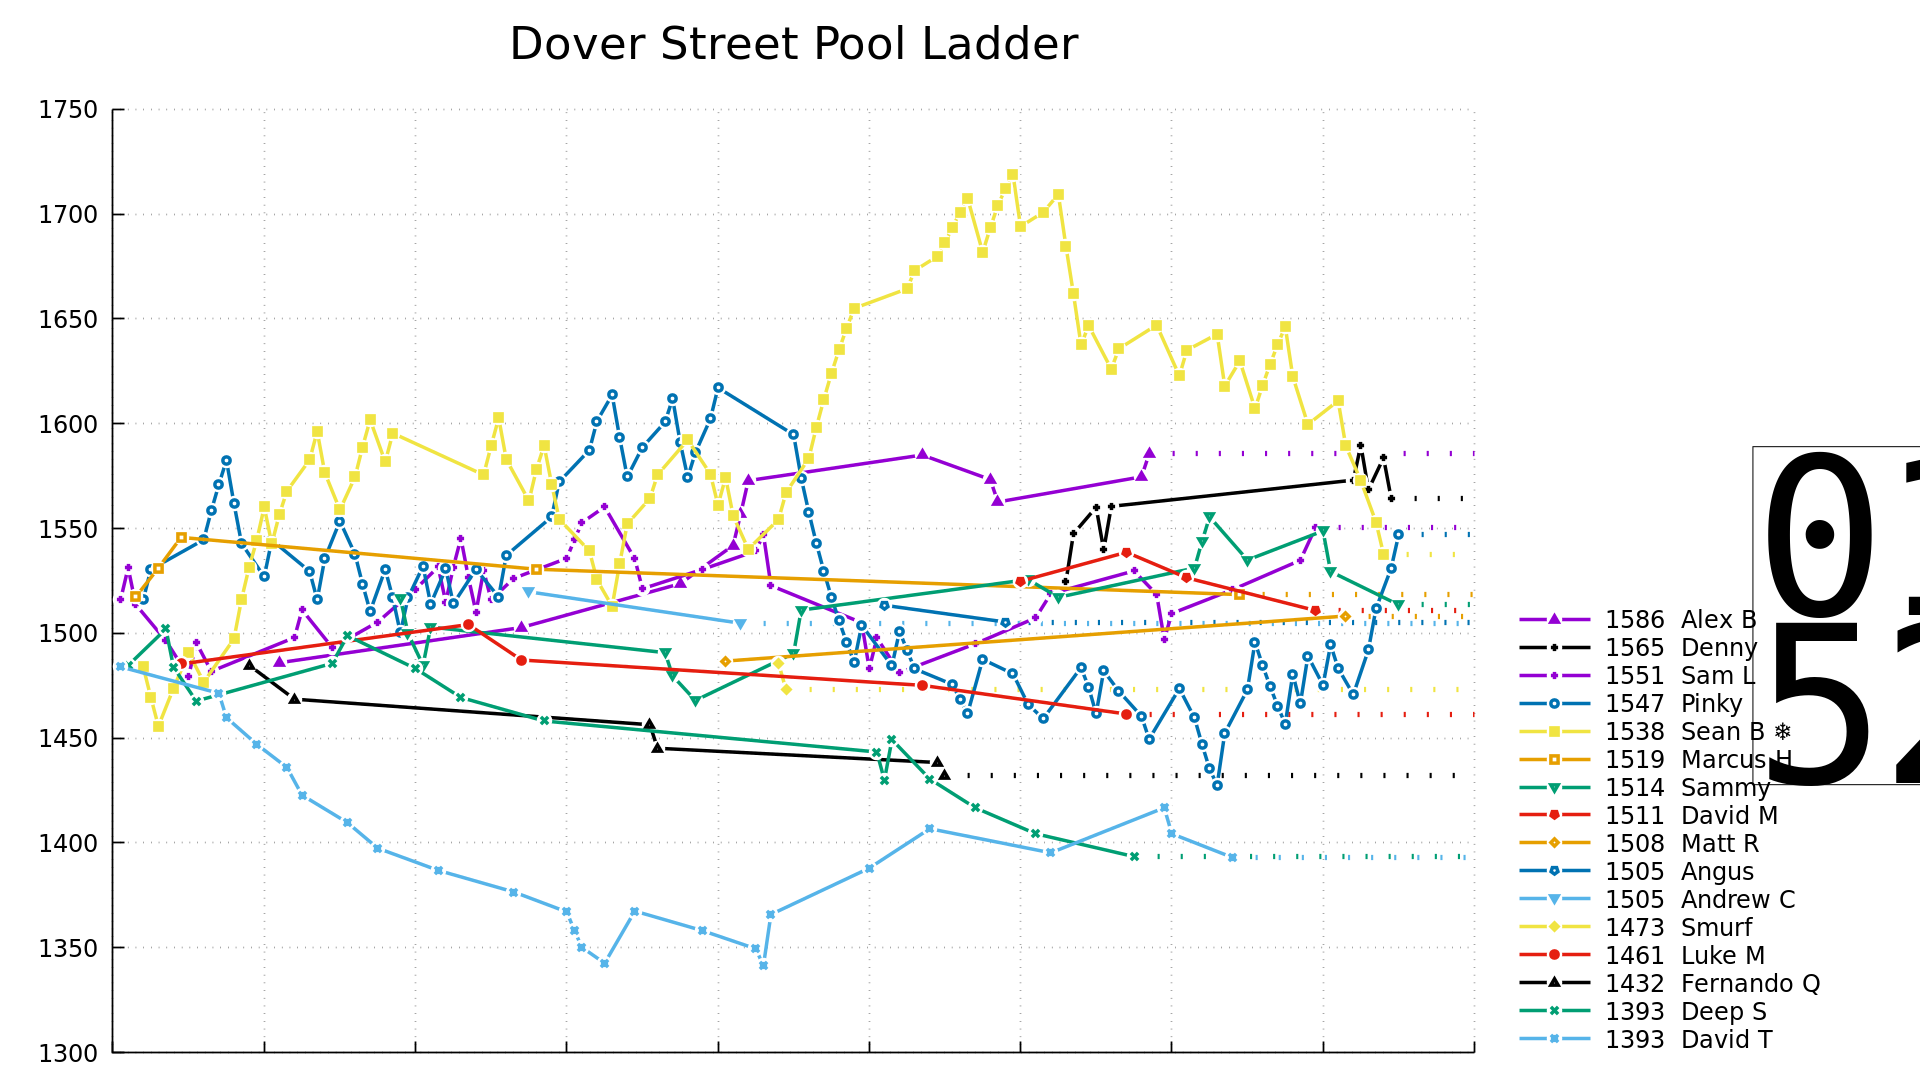 Dover Street Pool Ladder
1750
1700
1650
1600
1550
1500
1450
1400
1350
1300
1586 Alex B
1565 Denny
1551 Sam L
1547 Pinky
1538 Sean B ❄
1519 Marcus H
1514 Sammy
1511 David M
1508 Matt R
1505 Angus
1505 Andrew C
1473 Smurf
1461 Luke M
1432 Fernando Q
1393 Deep S
1393 David T
01
52